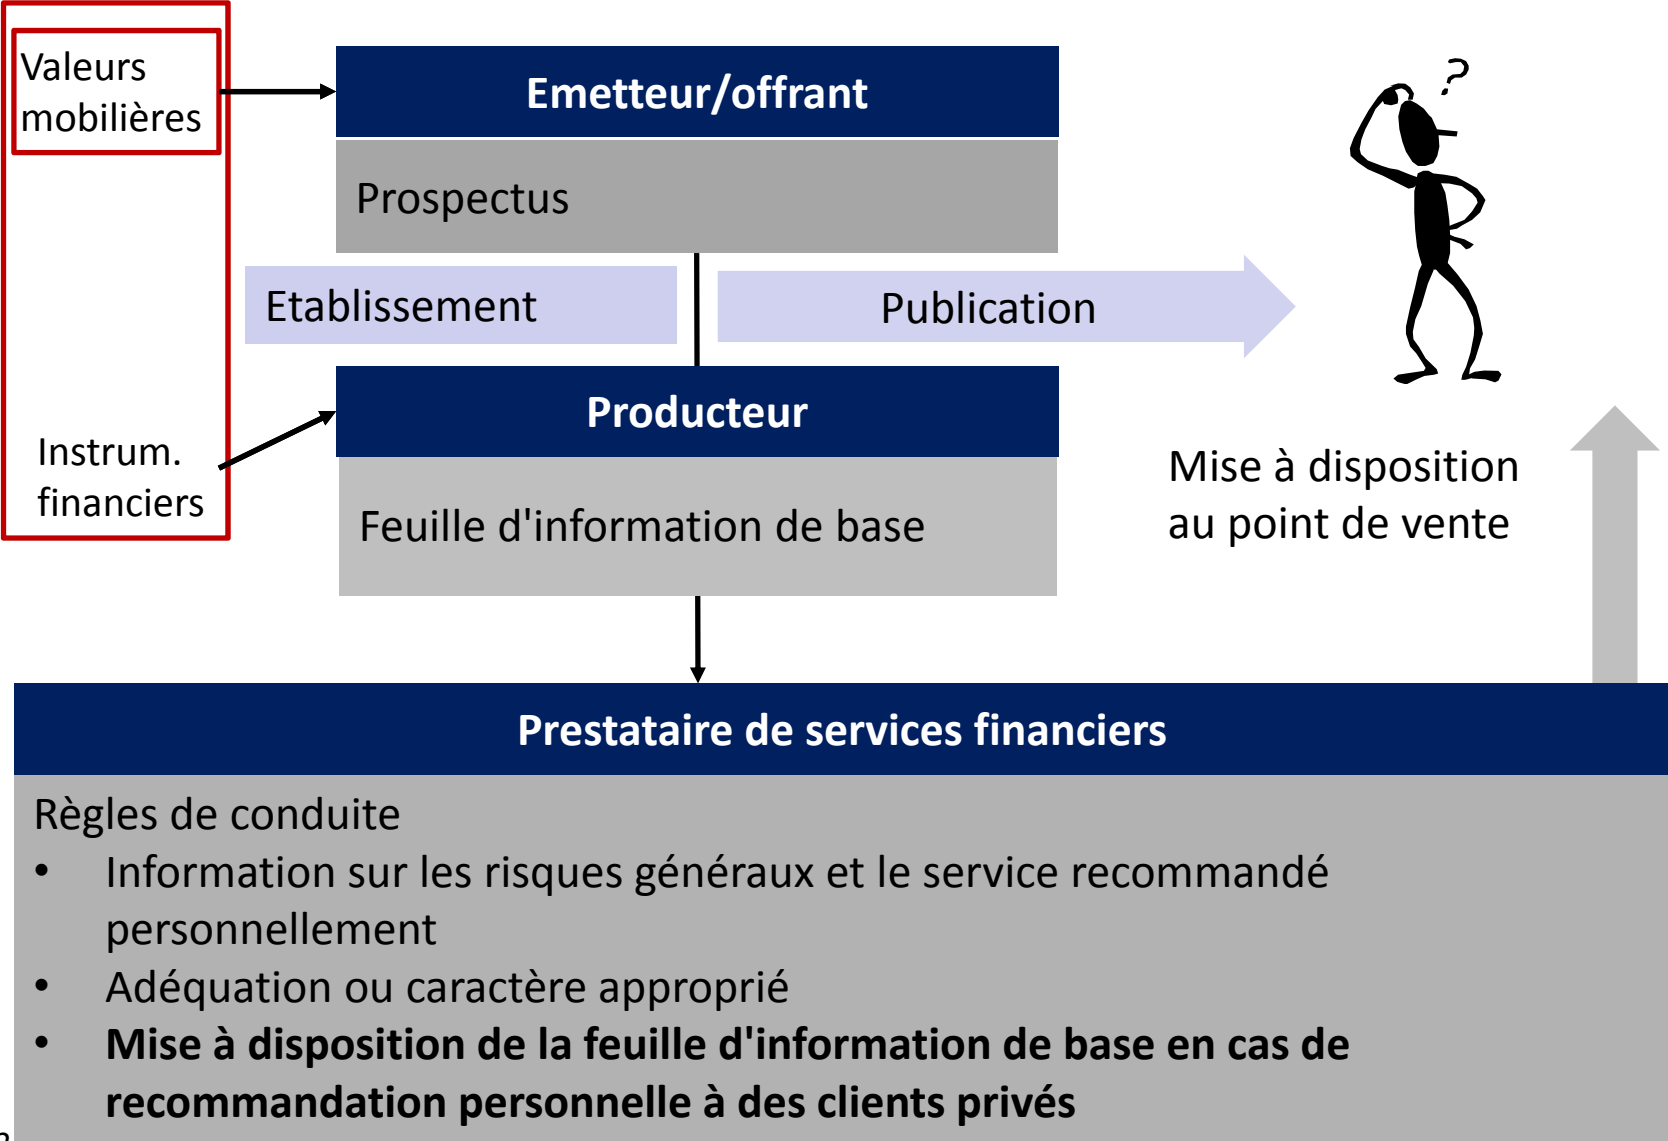 Valeurs
mobilières
Emetteur/offrant
?
Prospectus
Etablissement
Publication
Producteur
Instrum.
financiers
Feuille d'information de base
Mise à disposition
au point de vente
Prestataire de services financiers
Règles de conduite
• Information sur les risques généraux et le service recommandé
personnellement
• Adéquation ou caractère approprié
• Mise à disposition de la feuille d'information de base en cas de
recommandation personnelle à des clients privés